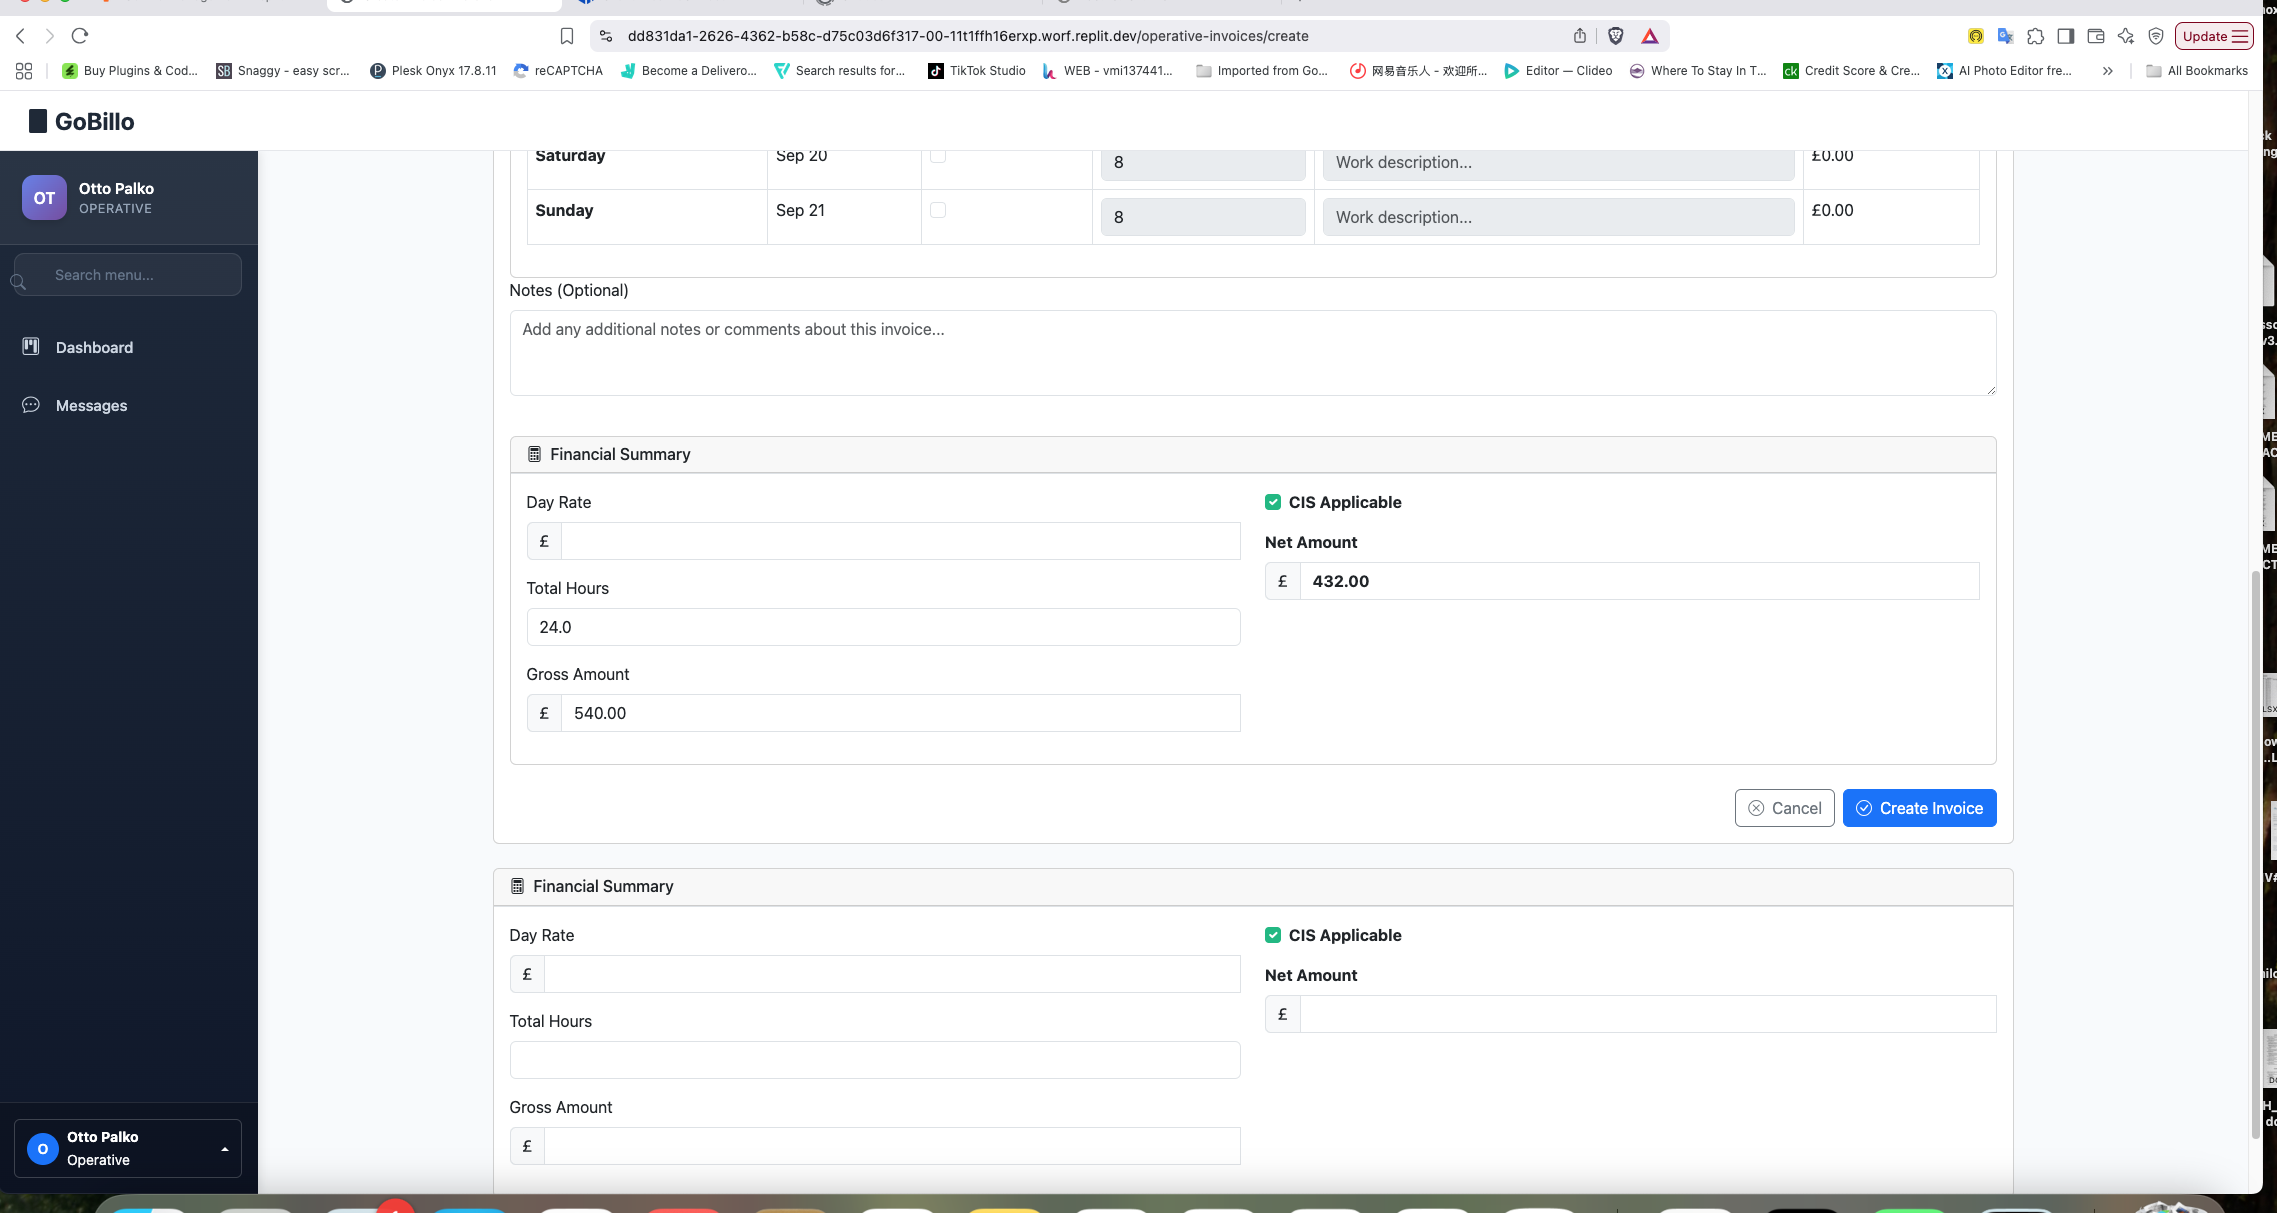 dd831da1-2626-4362-b58c-d75c03d6f317-00-11t1ffh16erxp.worf.replit.dev/operative-invoices/create
Update
Buy Plugins & Cod...
SB Snaggy - easy scr...
P Plesk Onyx 17.8.11
reCAPTCHA
Become a Delivero...
Search results for...
TikTok Studio
WEB - vmi137441...
Imported from Go...
网易音乐人 - 欢迎所...
Editor — Clideo
Where To Stay In T...
ck Credit Score & Cre...
AI Photo Editor fre...
All Bookmarks
GoBillo
OT
Otto Palko
OPERATIVE
Search menu...
Dashboard
Messages
O
Otto Palko
Operative
Saturday Sep 20 8 Work description... £0.00
Sunday Sep 21 8 Work description... £0.00
Notes (Optional)
Add any additional notes or comments about this invoice...
Financial Summary
Day Rate
£
Total Hours
24.0
Gross Amount
£ 540.00
CIS Applicable
Net Amount
£ 432.00
Cancel
Create Invoice
Financial Summary
Day Rate
£
Total Hours
Gross Amount
£
CIS Applicable
Net Amount
£